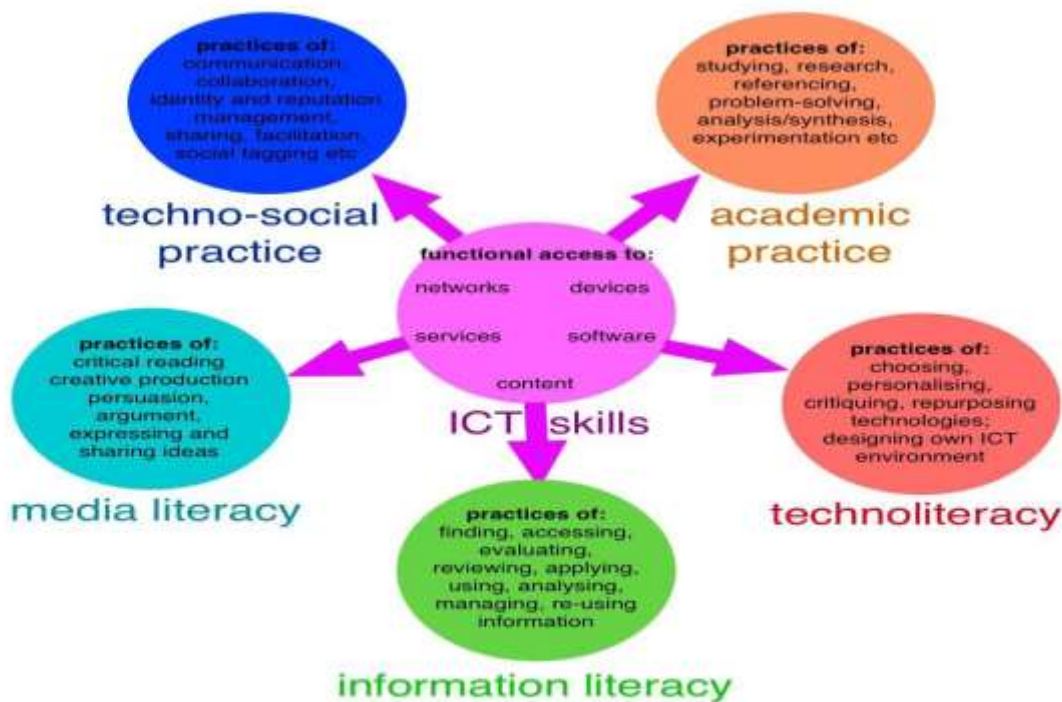 practices of:
communication,
collaboration,
identity and reputation
management,
sharing, facilitation,
social tagging etc
techno-social
practice
practices of:
studying, research,
referencing,
problem-solving,
analysis/synthesis,
experimentation etc
academic
practice
functional access to:
networks devices
services software
content
ICT skills
practices of:
critical reading
creative production
persuasion,
argument,
expressing and
sharing ideas
media literacy
practices of:
choosing,
personalising,
critiquing, repurposing
technologies;
designing own ICT
environment
technoliteracy
practices of:
finding, accessing,
evaluating,
reviewing, applying,
using, analysing,
managing, re-using
information
information literacy